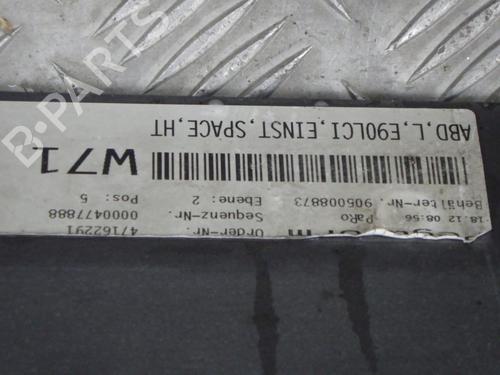 18.12 08:56 PaRo Order-Nr. 47162291
Behälter-Nr. 905008873 Sequenz-Nr. 0000477888
Ebene: 2 Pos: 5
W71
ABD,L,E90LCI,EINST,SPACE,HT
B-PARTS